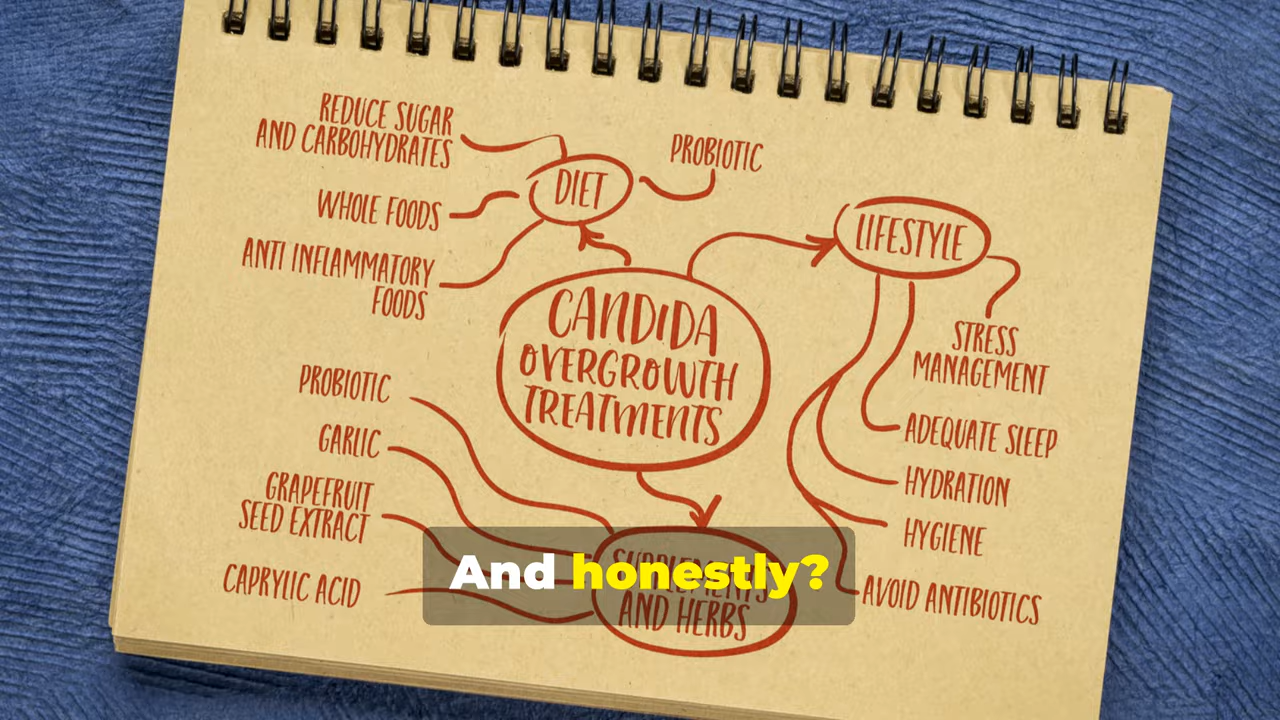 REDUCE SUGAR
AND CARBOHYDRATES
WHOLE FOODS
ANTI INFLAMMATORY
FOODS
DIET
PROBIOTIC
LIFESTYLE
STRESS
MANAGEMENT
ADEQUATE SLEEP
HYDRATION
HYGIENE
AVOID ANTIBIOTICS
CANDIDA
OVERGROWTH
TREATMENTS
PROBIOTIC
GARLIC
GRAPEFRUIT
SEED EXTRACT
CAPRYLIC ACID
SUPPLEMENTS
AND HERBS
And honestly?